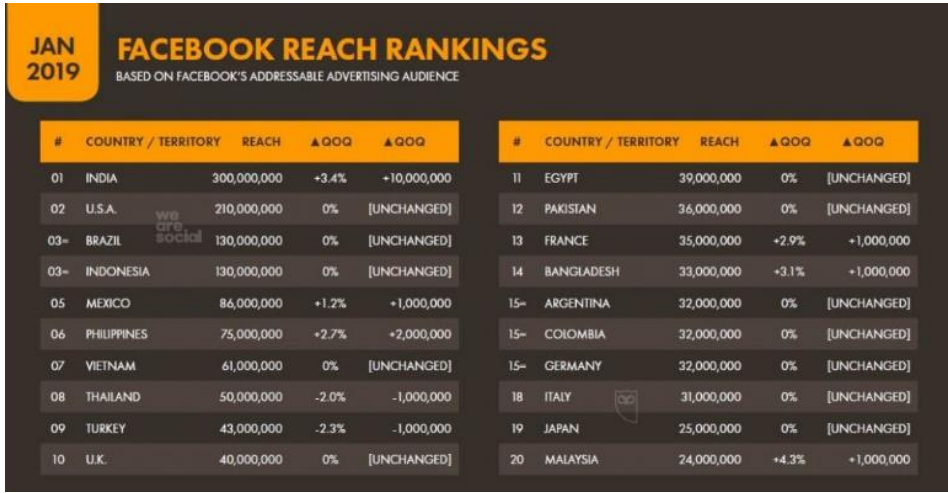 JAN
2019
FACEBOOK REACH RANKINGS
BASED ON FACEBOOK'S ADDRESSABLE ADVERTISING AUDIENCE
# COUNTRY / TERRITORY REACH ▲QOQ ▲QOQ
01 INDIA 300,000,000 +3.4% +10,000,000
02 U.S.A. 210,000,000 0% [UNCHANGED]
03= BRAZIL 130,000,000 0% [UNCHANGED]
03= INDONESIA 130,000,000 0% [UNCHANGED]
05 MEXICO 86,000,000 +1.2% +1,000,000
06 PHILIPPINES 75,000,000 +2.7% +2,000,000
07 VIETNAM 61,000,000 0% [UNCHANGED]
08 THAILAND 50,000,000 -2.0% -1,000,000
09 TURKEY 43,000,000 -2.3% -1,000,000
10 U.K. 40,000,000 0% [UNCHANGED]
we
are
social
# COUNTRY / TERRITORY REACH ▲QOQ ▲QOQ
11 EGYPT 39,000,000 0% [UNCHANGED]
12 PAKISTAN 36,000,000 0% [UNCHANGED]
13 FRANCE 35,000,000 +2.9% +1,000,000
14 BANGLADESH 33,000,000 +3.1% +1,000,000
15= ARGENTINA 32,000,000 0% [UNCHANGED]
15= COLOMBIA 32,000,000 0% [UNCHANGED]
15= GERMANY 32,000,000 0% [UNCHANGED]
18 ITALY 31,000,000 0% [UNCHANGED]
19 JAPAN 25,000,000 0% [UNCHANGED]
20 MALAYSIA 24,000,000 +4.3% +1,000,000